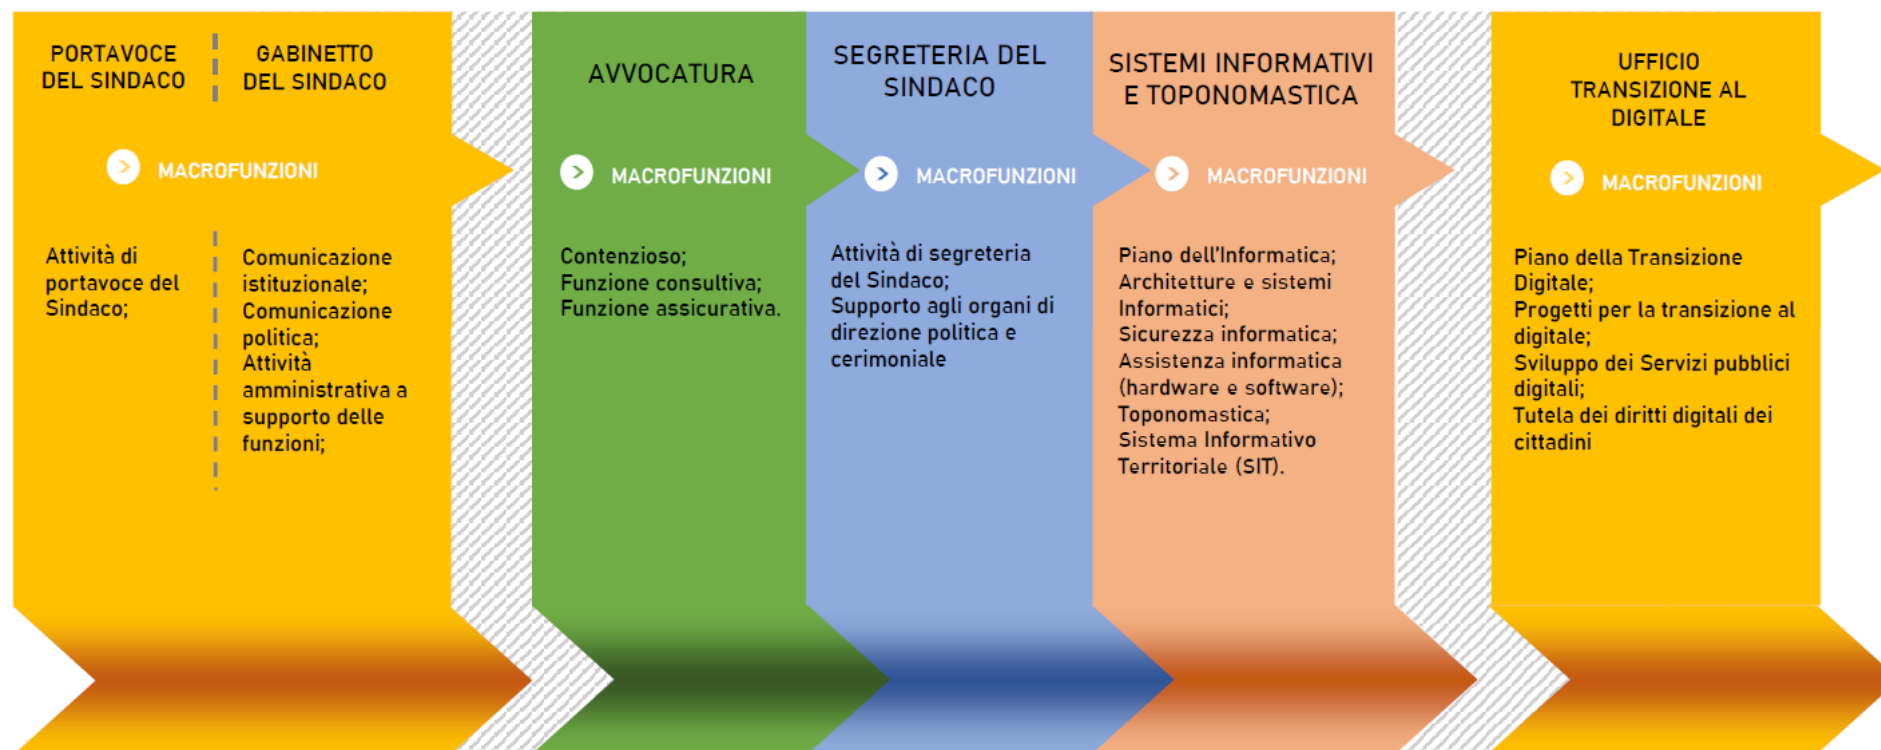 PORTAVOCE
DEL SINDACO
GABINETTO
DEL SINDACO
MACROFUNZIONI
Attività di
portavoce del
Sindaco;
Comunicazione
istituzionale;
Comunicazione
politica;
Attività
amministrativa a
supporto delle
funzioni;
AVVOCATURA
MACROFUNZIONI
Contenzioso;
Funzione consultiva;
Funzione assicurativa.
SEGRETERIA DEL
SINDACO
MACROFUNZIONI
Attività di segreteria
del Sindaco;
Supporto agli organi di
direzione politica e
cerimoniale
SISTEMI INFORMATIVI
E TOPONOMASTICA
MACROFUNZIONI
Piano dell'Informatica;
Architetture e sistemi
Informatici;
Sicurezza informatica;
Assistenza informatica
(hardware e software);
Toponomastica;
Sistema Informativo
Territoriale (SIT).
UFFICIO
TRANSIZIONE AL
DIGITALE
MACROFUNZIONI
Piano della Transizione
Digitale;
Progetti per la transizione al
digitale;
Sviluppo dei Servizi pubblici
digitali;
Tutela dei diritti digitali dei
cittadini